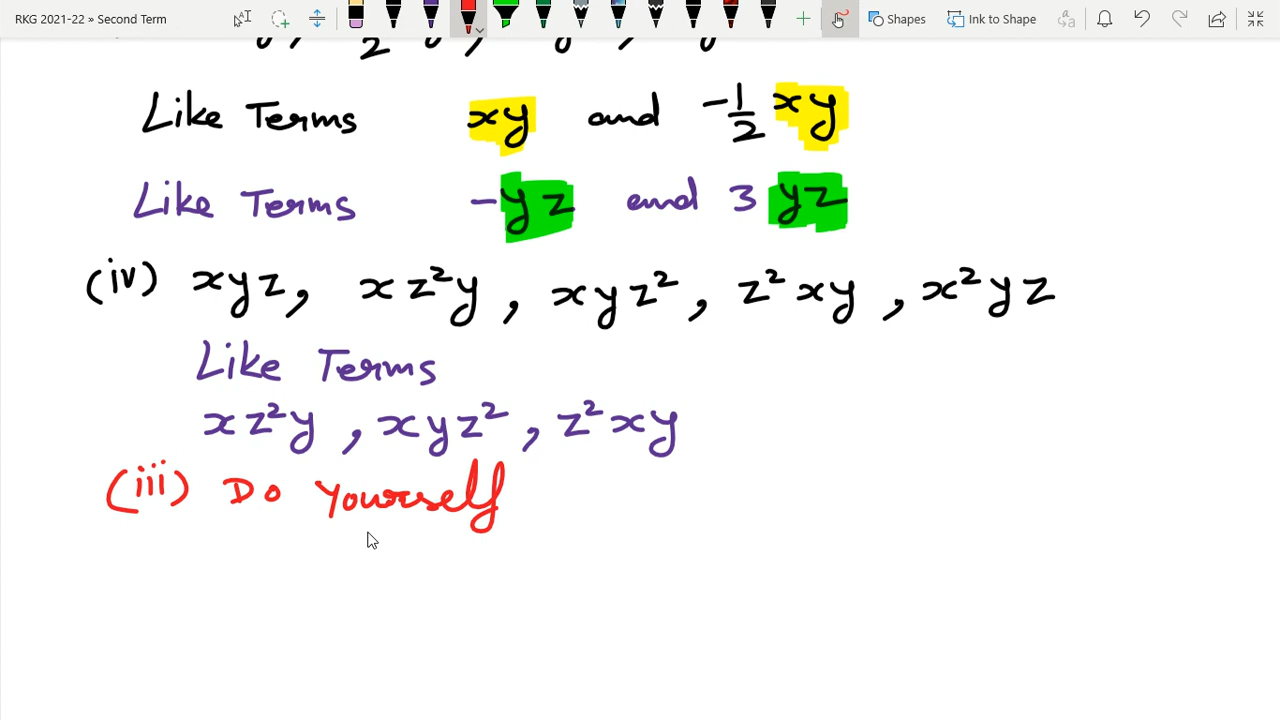 RKG 2021-22 » Second Term
Shapes
Ink to Shape
Like Terms xy and -1/2 xy
Like Terms -yz and 3 yz
(iv) xyz, xz²y, xyz², z²xy, x²yz
Like Terms
xz²y, xyz², z²xy
(iii) Do Yourself